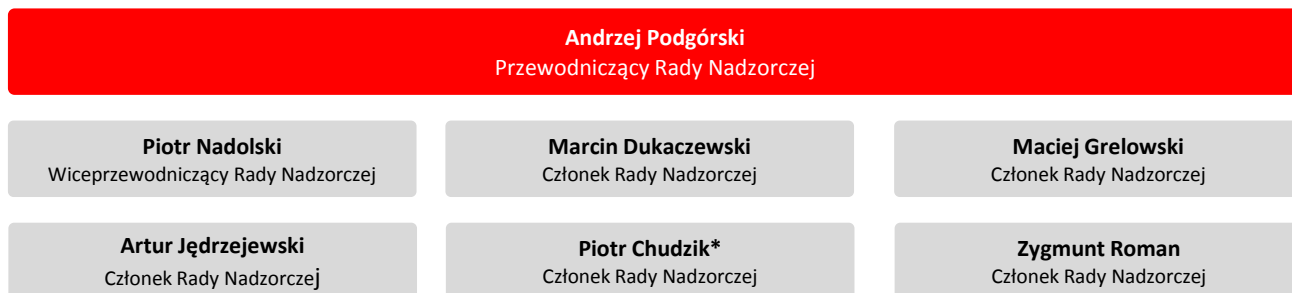 Andrzej Podgórski
Przewodniczący Rady Nadzorczej
Piotr Nadolski
Wiceprzewodniczący Rady Nadzorczej
Marcin Dukaczewski
Członek Rady Nadzorczej
Maciej Grelowski
Członek Rady Nadzorczej
Artur Jędrzejewski
Członek Rady Nadzorczej
Piotr Chudzik*
Członek Rady Nadzorczej
Zygmunt Roman
Członek Rady Nadzorczej